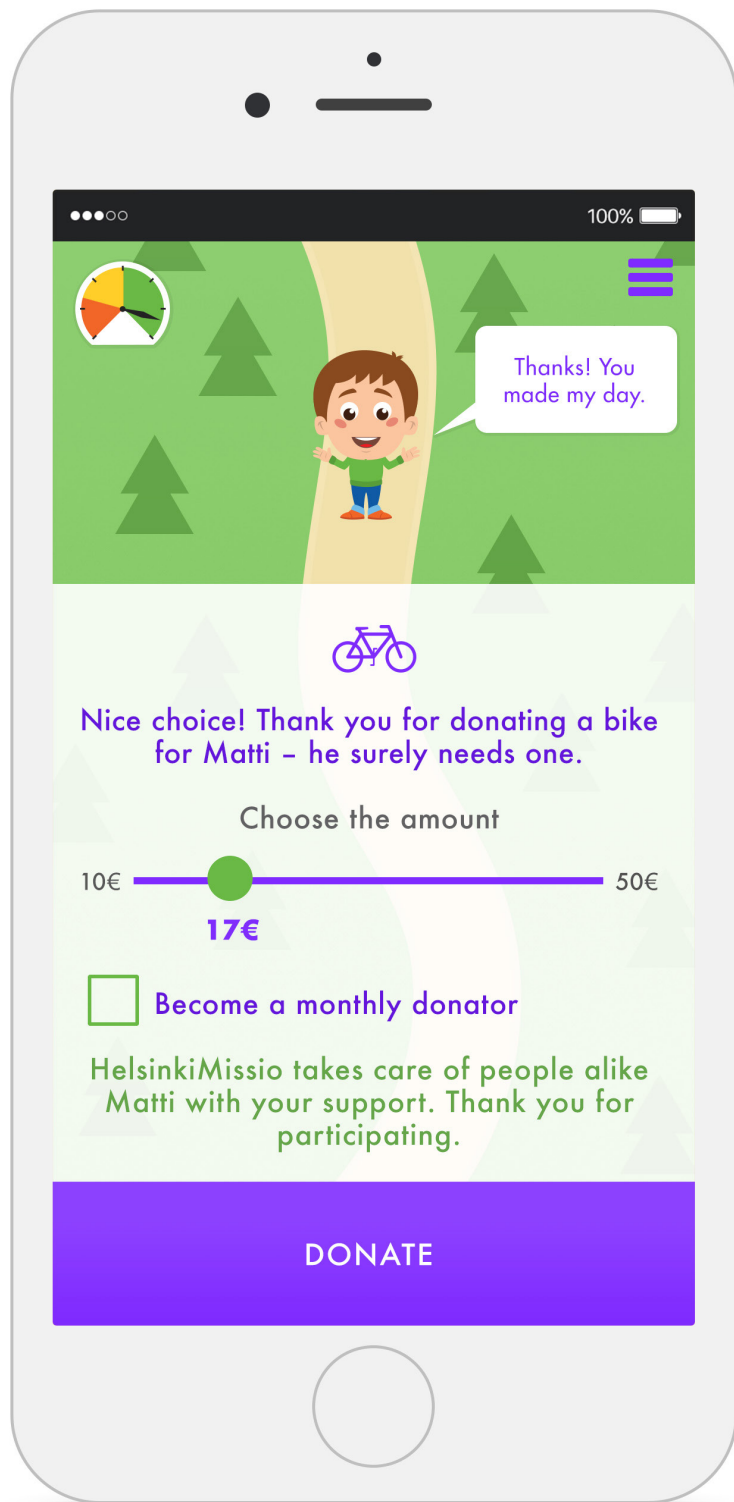 100%
Thanks! You
made my day.
Nice choice! Thank you for donating a bike
for Matti – he surely needs one.
Choose the amount
10€ 50€
17€
Become a monthly donator
HelsinkiMissio takes care of people alike
Matti with your support. Thank you for
participating.
DONATE